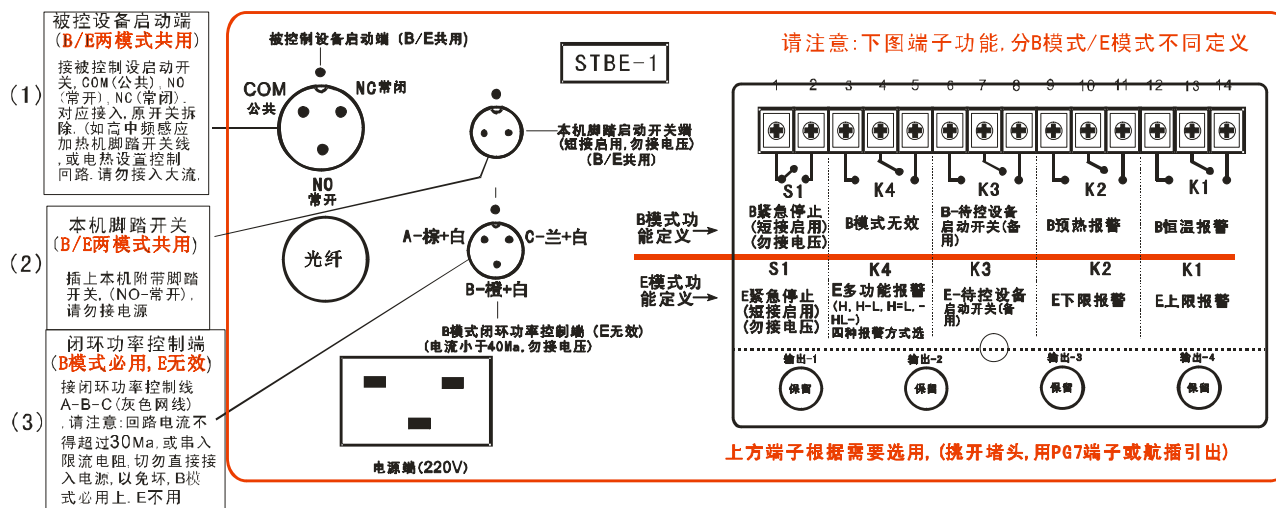 (1)
被控设备启动端
(B/E两模式共用)
接被控制设启动开
关, COM(公共), NO
(常开), NC(常闭).
对应接入, 原开关拆
除. (如高中频感应
加热机脚踏开关线
,或电热设置控制
回路. 请勿接入大流,
(2)
本机脚踏开关
(B/E两模式共用)
插上本机附带脚踏
开关, (NO-常开),
请勿接电源
(3)
闭环功率控制端
(B模式必用, E无效)
接闭环功率控制线
A-B-C(灰色网线)
.请注意:回路电流不
得超过30Ma, 或串入
限流电阻, 切勿直接接
入电源, 以免坏, B模
式必用上. E不用
被控制设备启动端 (B/E共用)
COM
公共
NC常闭
NO
常开
STBE-1
本机脚踏启动开关端
(短接启用, 勿接电压)
(B/E共用)
光纤
A-棕+白
C-兰+白
B-橙+白
B模式闭环功率控制端 (E无效)
(电流小于40Ma, 勿接电压)
电源端(220V)
请注意:下图端子功能, 分B模式/E模式不同定义
1 2 3 4 5 6 7 8 9 10 11 12 13 14
S1 K4 K3 K2 K1
B模式功
能定义
B紧急停止
(短接启用)
(勿接电压)
B模式无效
B-待控设备
启动开关(备
用)
B预热报警
B恒温报警
S1 K4 K3 K2 K1
E模式功
能定义
E紧急停止
(短接启用)
(勿接电压)
E多功能报警
(H, H-L, H=L, -
HL-)
四种报警方式选
E-待控设备
启动开关(备
用)
E下限报警
E上限报警
输出-1 输出-2 输出-3 输出-4
保留 保留 保留 保留
上方端子根据需要选用, (挑开堵头, 用PG7端子或航插引出)